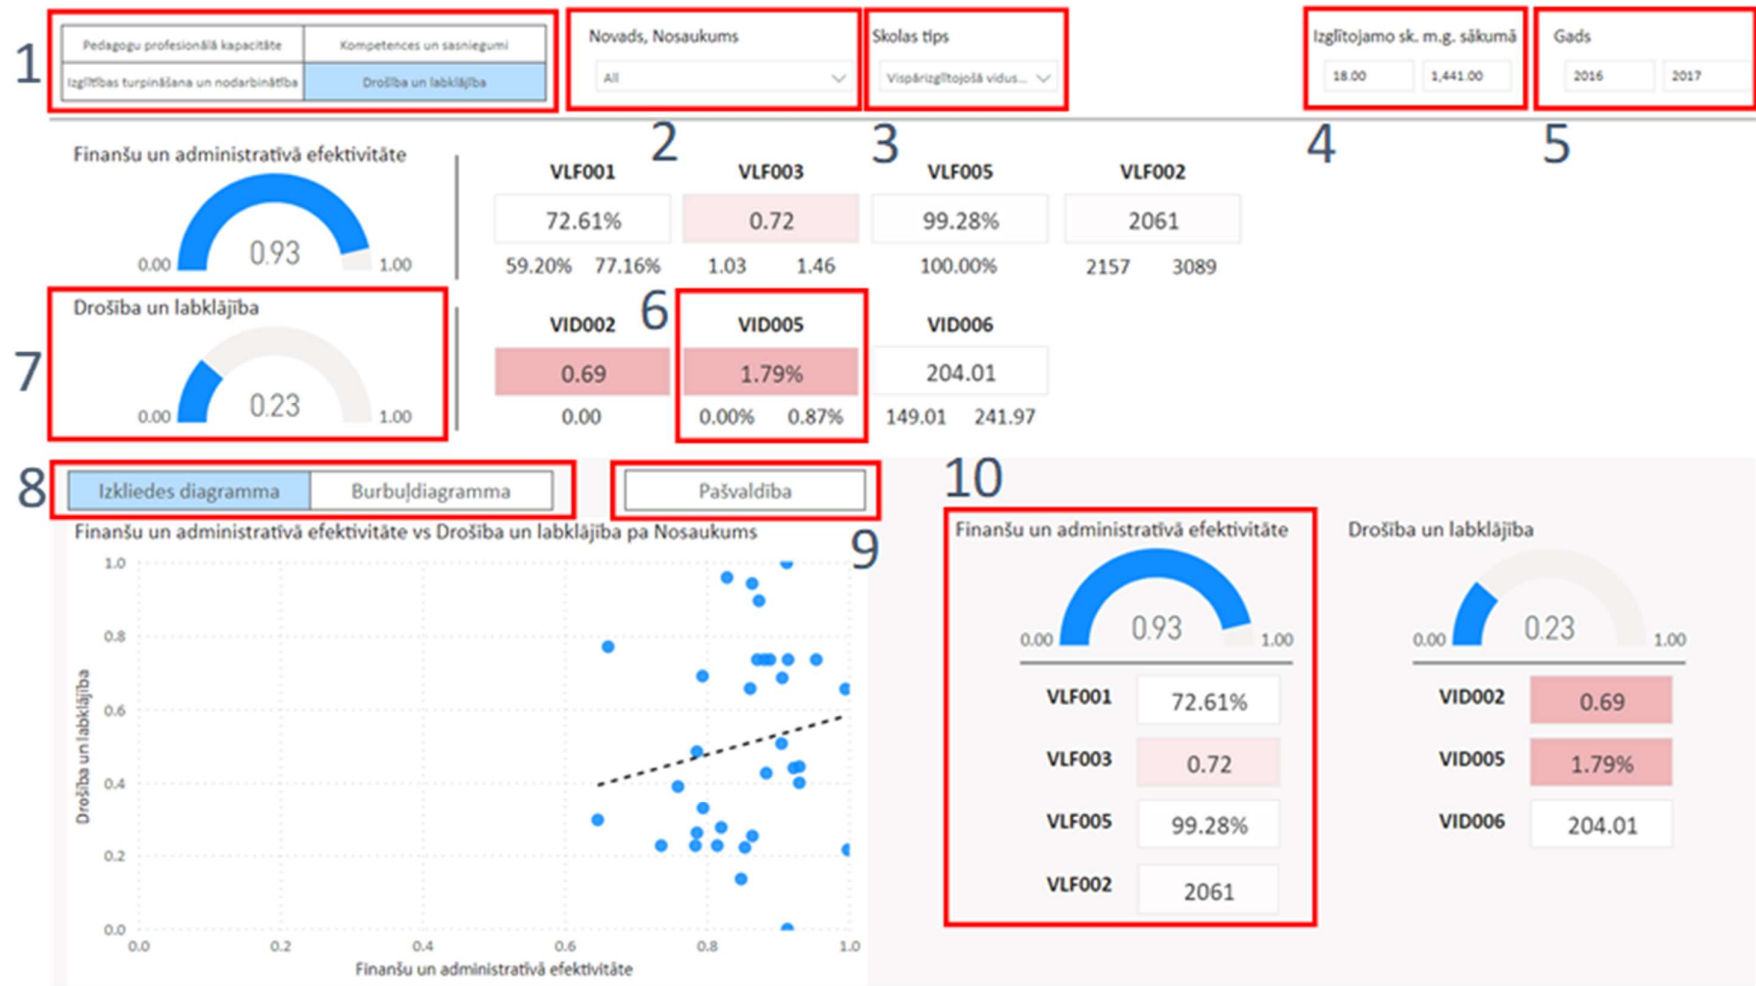 1
Pedagogu profesionālā kapacitāte
Kompetences un sasniegumi
Izglītības turpināšana un nodarbinātība
Drošība un labklājība
Novads, Nosaukums
All
2
Skolas tips
Vispārizglītojošā vidus...
3
Izglītojamo sk. m.g. sākumā
18.00
1,441.00
4
Gads
2016
2017
5
Finanšu un administratīvā efektivitāte
0.93
0.00
1.00
VLF001
VLF003
VLF005
VLF002
72.61%
0.72
99.28%
2061
59.20% 77.16%
1.03 1.46
100.00%
2157 3089
7
Drošība un labklājība
0.23
0.00
1.00
VID002
6
VID005
VID006
0.69
1.79%
204.01
0.00
0.00% 0.87%
149.01 241.97
8
Izkliedes diagramma
Burbuļdiagramma
Pašvaldība
9
Finanšu un administratīvā efektivitāte vs Drošība un labklājība pa Nosaukums
Drošība un labklājība
1.0
0.8
0.6
0.4
0.2
0.0
0.0 0.2 0.4 0.6 0.8 1.0
Finanšu un administratīvā efektivitāte
10
Finanšu un administratīvā efektivitāte
0.93
0.00
1.00
VLF001 72.61%
VLF003 0.72
VLF005 99.28%
VLF002 2061
Drošība un labklājība
0.23
0.00
1.00
VID002 0.69
VID005 1.79%
VID006 204.01